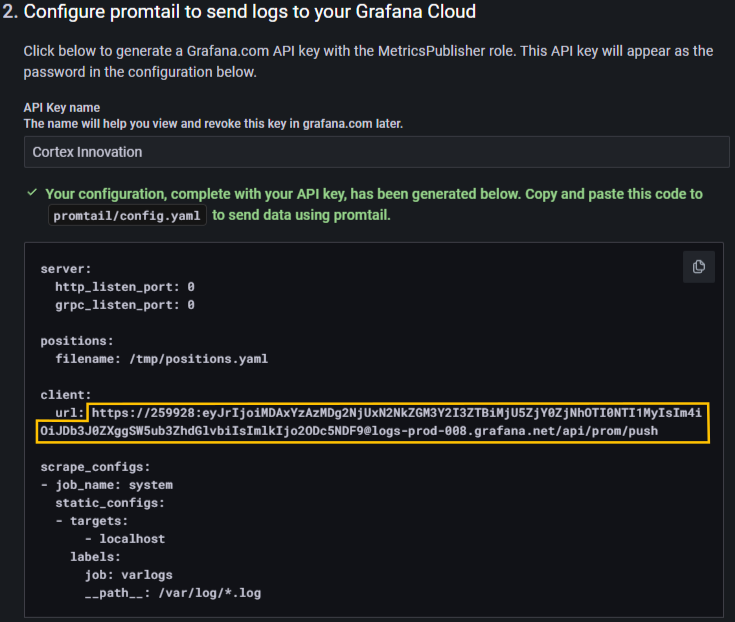 2. Configure promtail to send logs to your Grafana Cloud
Click below to generate a Grafana.com API key with the MetricsPublisher role. This API key will appear as the
password in the configuration below.
API Key name
The name will help you view and revoke this key in grafana.com later.
Cortex Innovation
Your configuration, complete with your API key, has been generated below. Copy and paste this code to
promtail/config.yaml to send data using promtail.
server:
  http_listen_port: 0
  grpc_listen_port: 0
positions:
  filename: /tmp/positions.yaml
client:
  url: https://259928:eyJrIjoiMDAxYzAzMDg2NjUxN2NkZGM3Y2I3ZTBiMjU5ZjY0ZjNhOTI0NTI1MyIsIm4i
OiJDb3J0ZXggSW5ub3ZhdGlvbiIsImlkIjo2ODc5NDF9@logs-prod-008.grafana.net/api/prom/push
scrape_configs:
- job_name: system
  static_configs:
  - targets:
      - localhost
    labels:
      job: varlogs
      __path__: /var/log/*.log